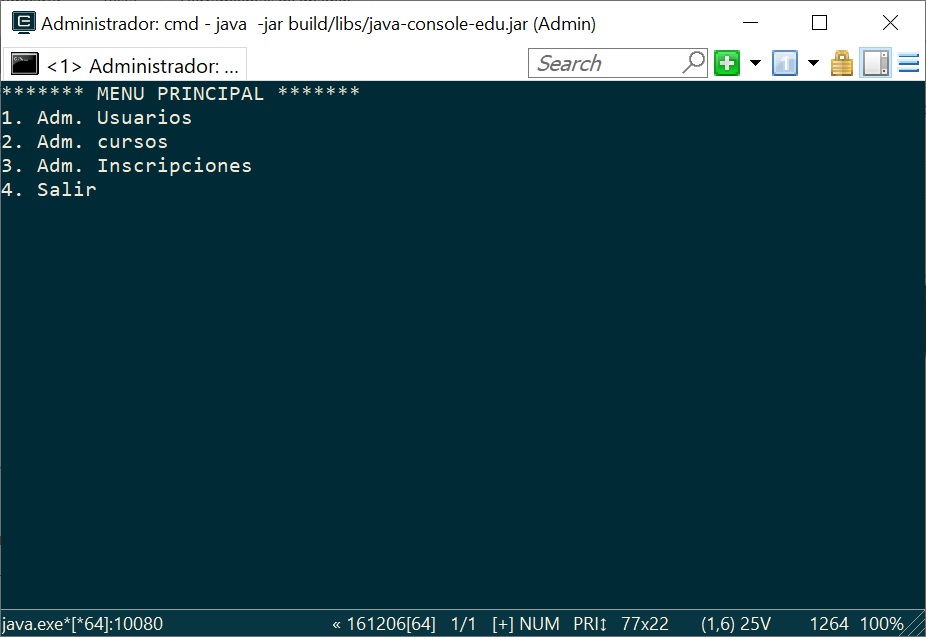 Administrador: cmd - java  -jar build/libs/java-console-edu.jar (Admin)
<1> Administrador: ...
Search
1
******* MENU PRINCIPAL *******
1. Adm. Usuarios
2. Adm. cursos
3. Adm. Inscripciones
4. Salir
java.exe*[*64]:10080 « 161206[64] 1/1 [+] NUM PRI↕ 77x22 (1,6) 25V 1264 100%